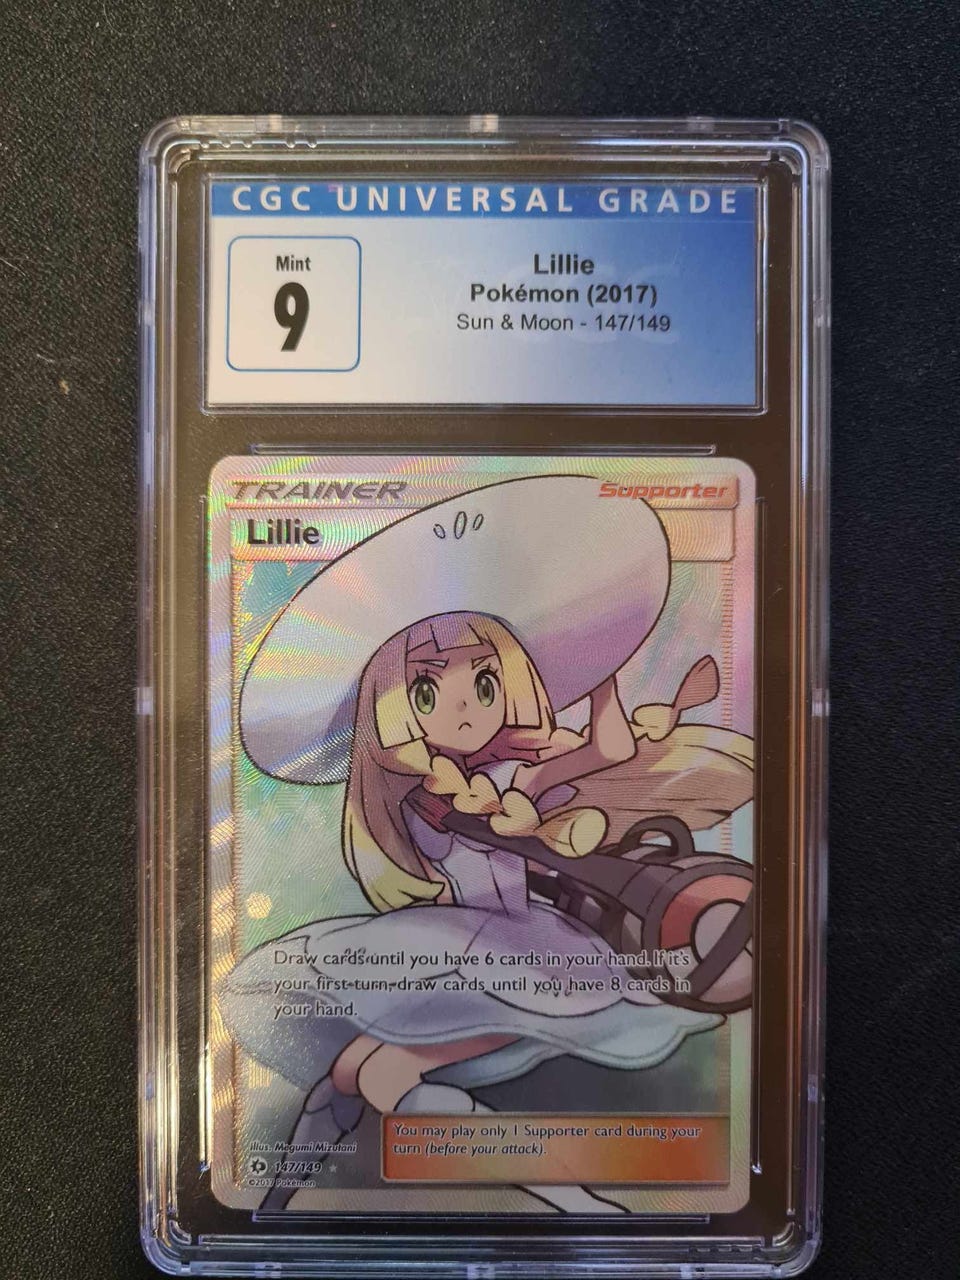 CGC UNIVERSAL GRADE
Mint
9
Lillie
Pokémon (2017)
Sun & Moon - 147/149
TRAINER
Supporter
Lillie
Draw cards until you have 6 cards in your hand. If it's
your first turn, draw cards until you have 8 cards in
your hand.
You may play only 1 Supporter card during your
turn (before your attack).
Illus. Megumi Mizutani
147/149
©2017 Pokémon